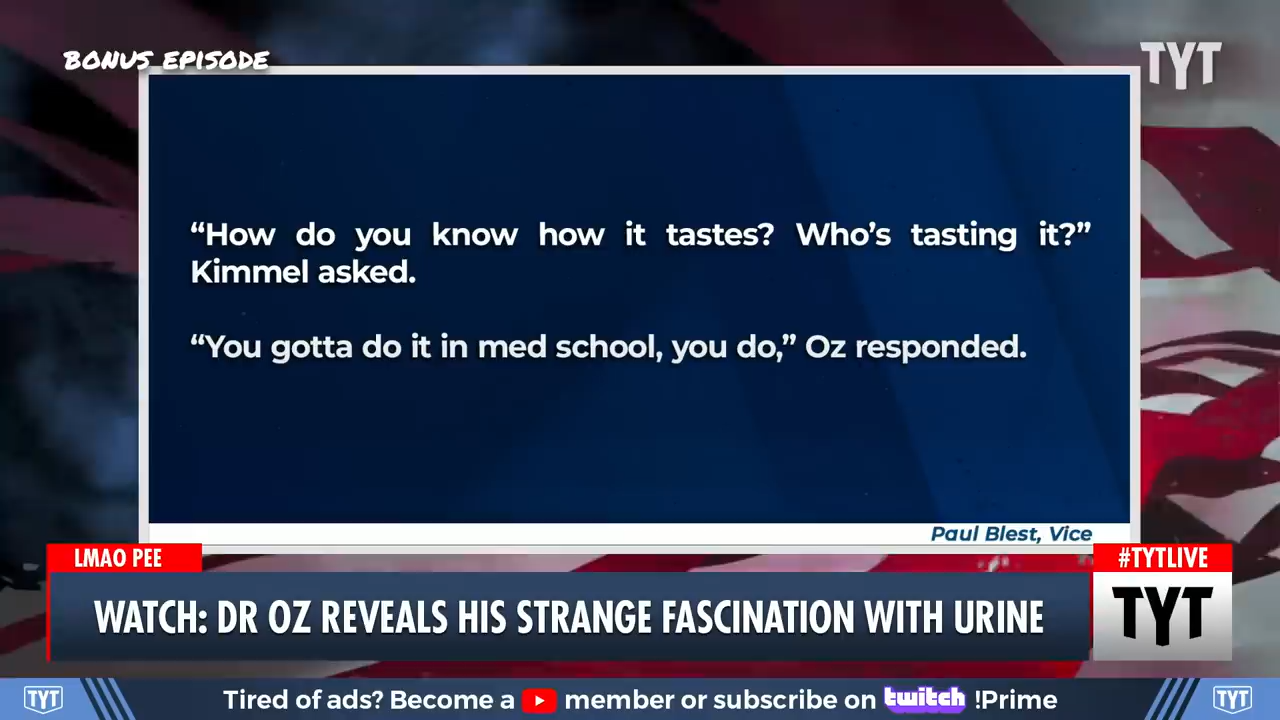 BONUS EPISODE
TYT
“How do you know how it tastes? Who’s tasting it?”
Kimmel asked.
“You gotta do it in med school, you do,” Oz responded.
Paul Blest, Vice
LMAO PEE
#TYTLIVE
WATCH: DR OZ REVEALS HIS STRANGE FASCINATION WITH URINE
TYT
TYT
Tired of ads? Become a member or subscribe on twitch !Prime
TYT